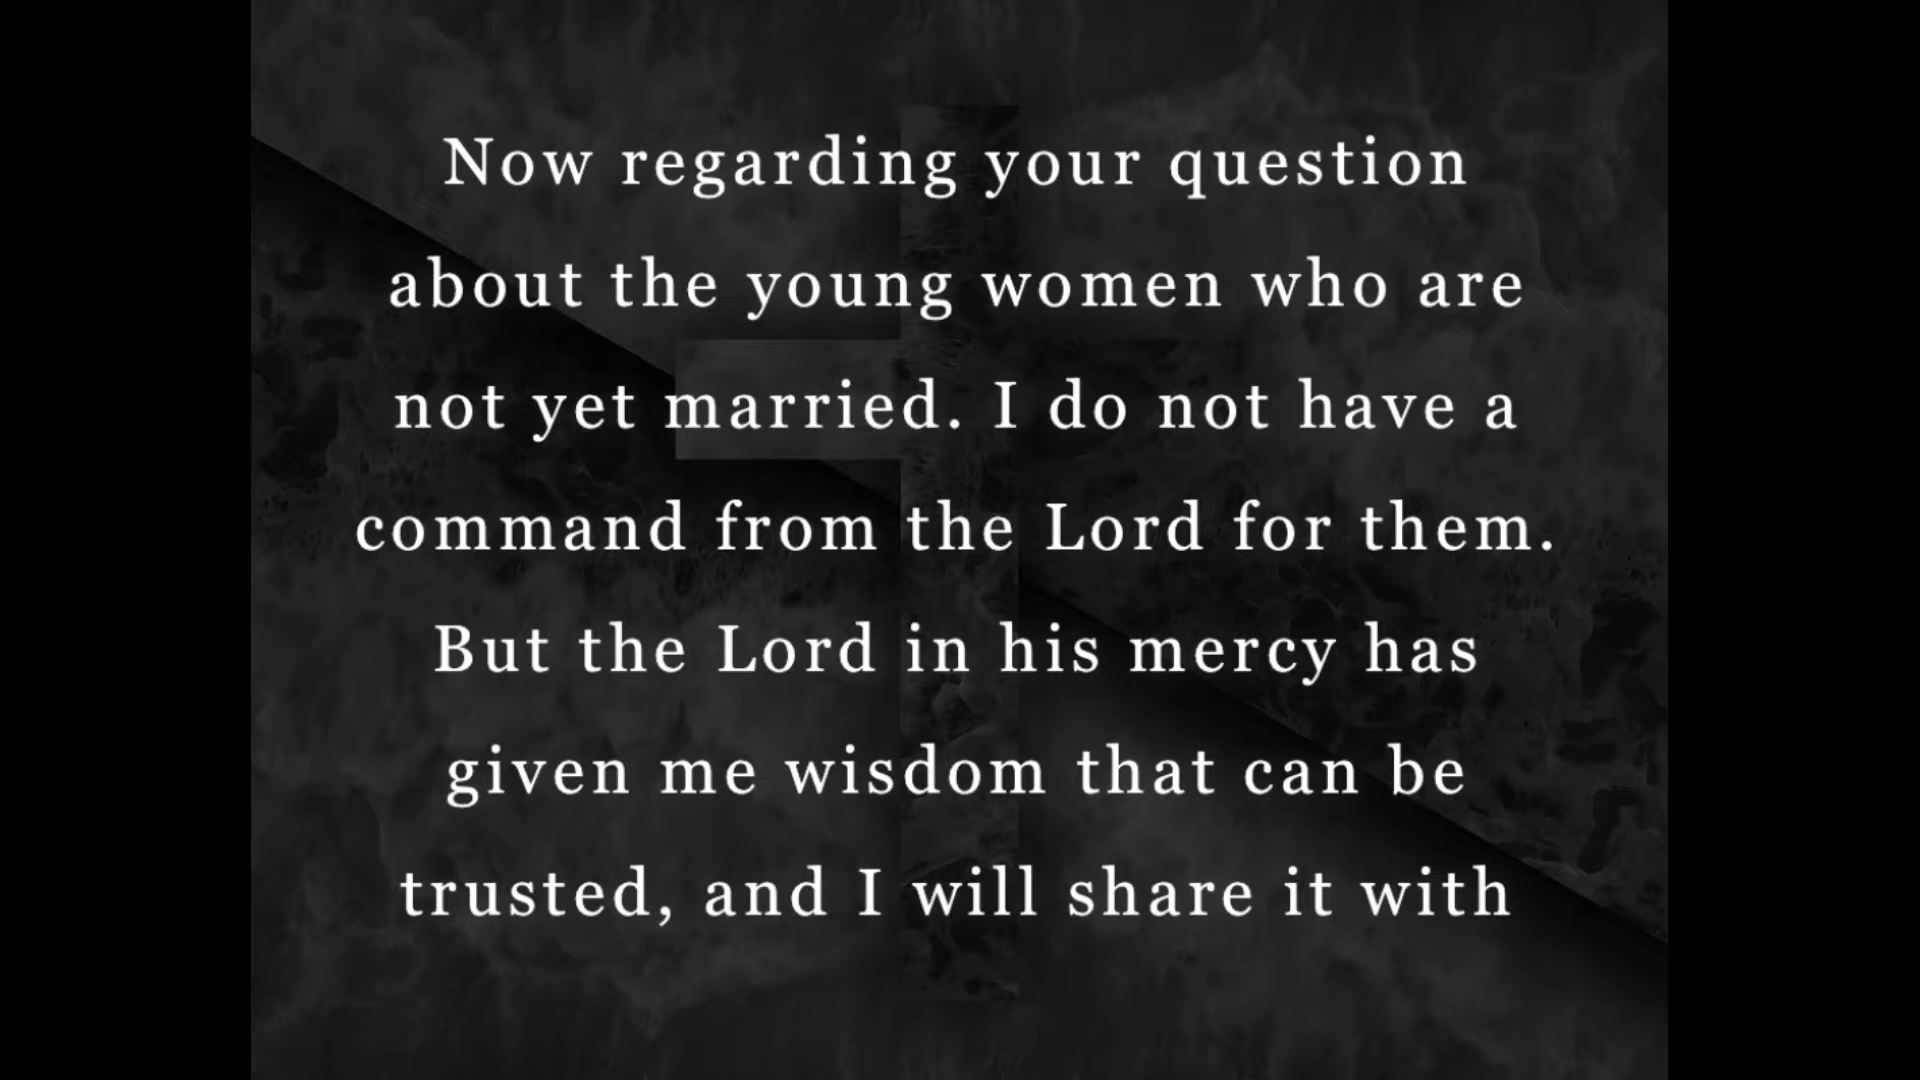 Now regarding your question
about the young women who are
not yet married. I do not have a
command from the Lord for them.
But the Lord in his mercy has
given me wisdom that can be
trusted, and I will share it with